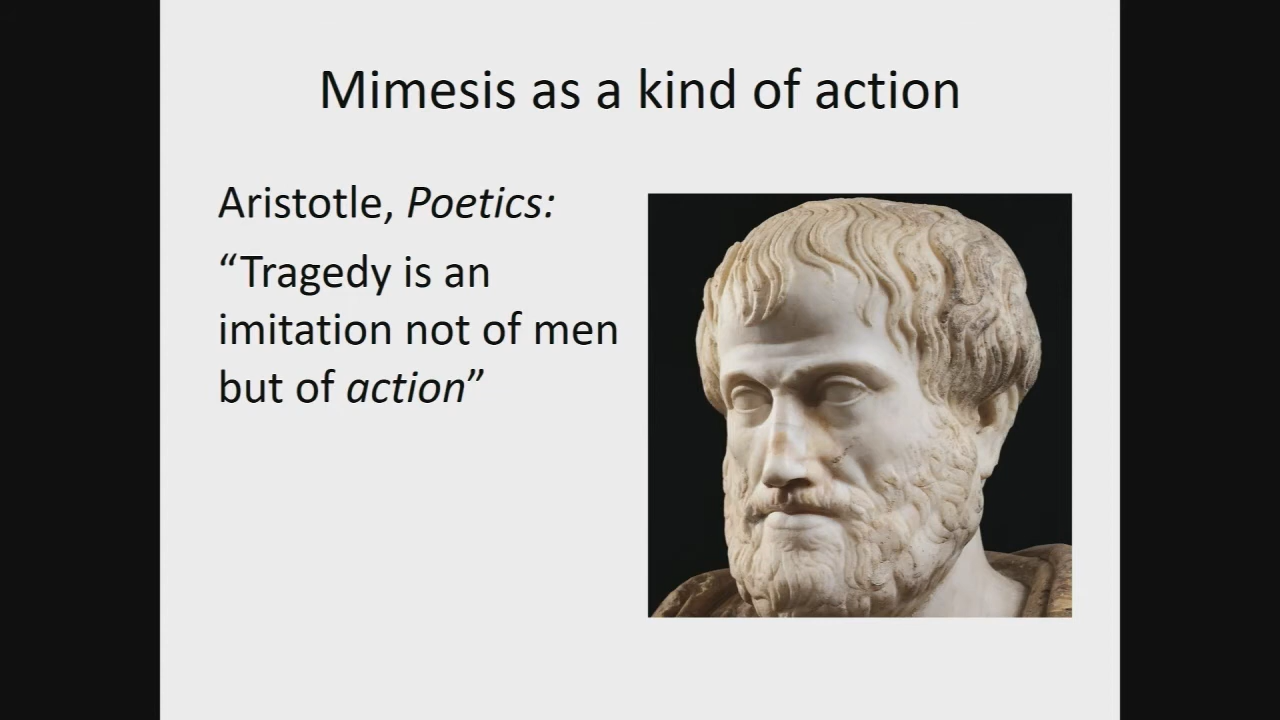 Mimesis as a kind of action
Aristotle, Poetics:
“Tragedy is an
imitation not of men
but of action”